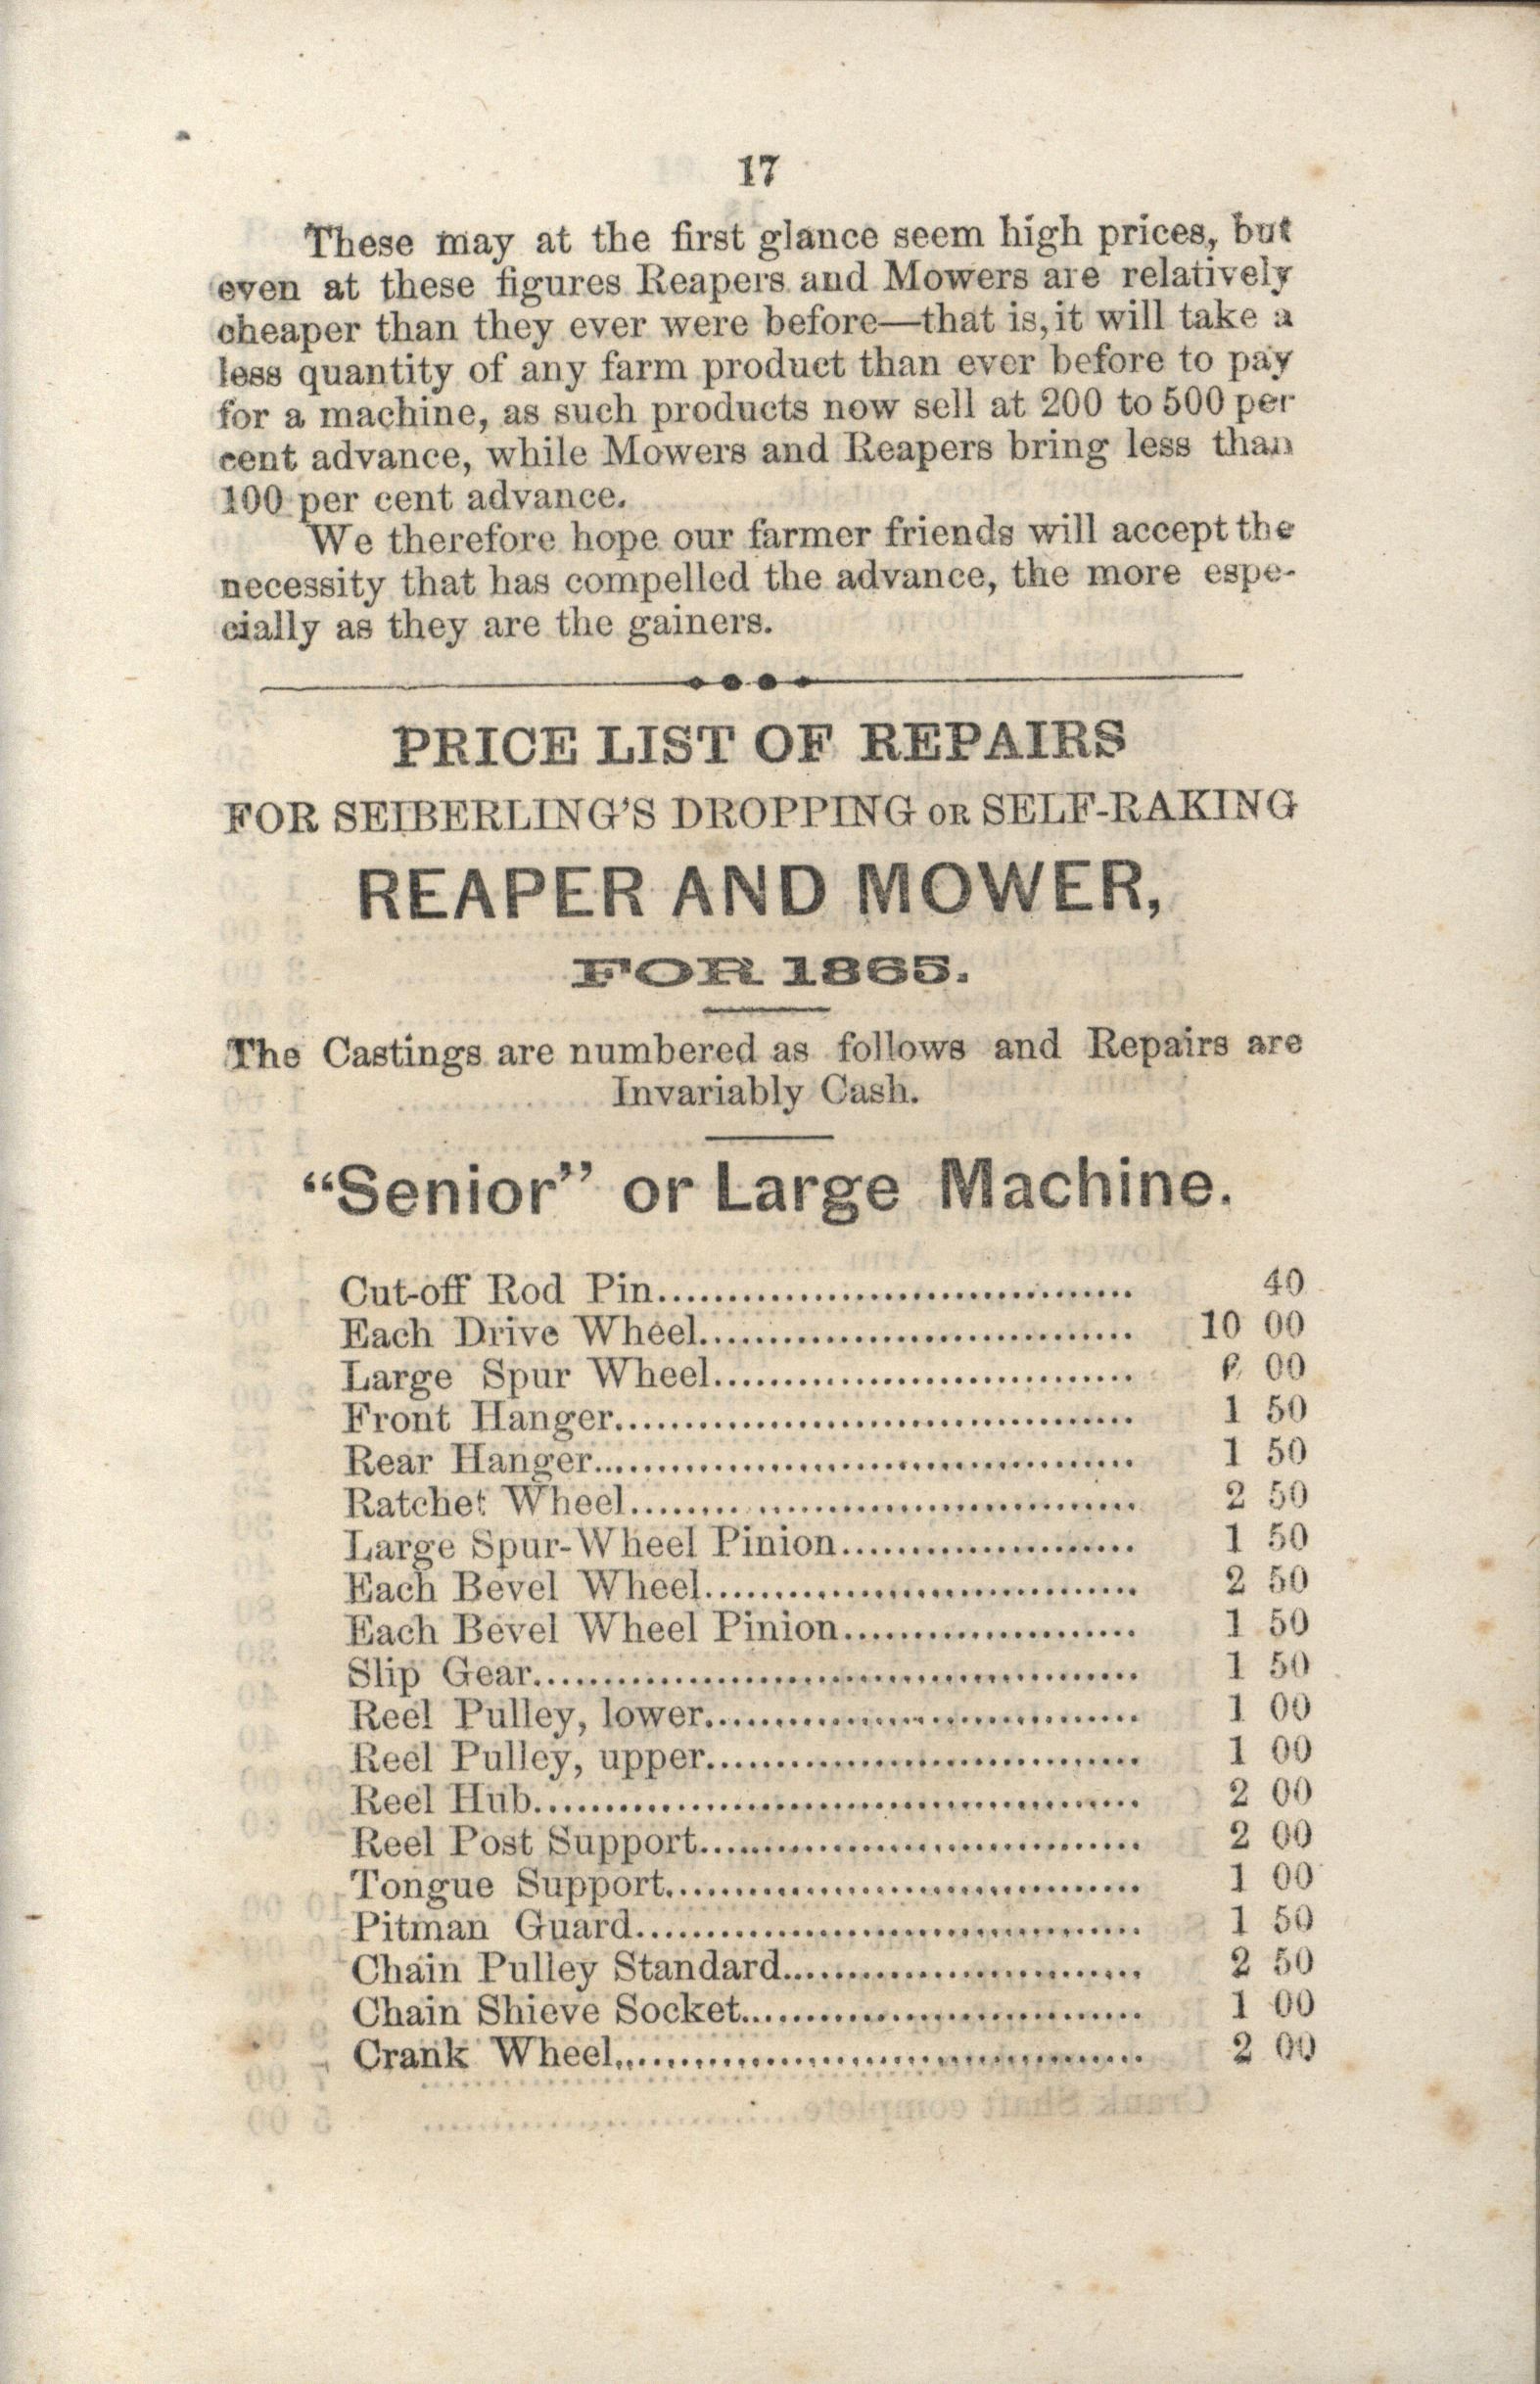 17
These may at the first glance seem high prices, but
even at these figures Reapers and Mowers are relatively
cheaper than they ever were before—that is, it will take a
less quantity of any farm product than ever before to pay
for a machine, as such products now sell at 200 to 500 per
cent advance, while Mowers and Reapers bring less than
100 per cent advance.
We therefore hope our farmer friends will accept the
necessity that has compelled the advance, the more espe-
cially as they are the gainers.
PRICE LIST OF REPAIRS
FOR SEIBERLING'S DROPPING OR SELF-RAKING
REAPER AND MOWER,
FOR 1865.
The Castings are numbered as follows and Repairs are
Invariably Cash.
"Senior" or Large Machine.
Cut-off Rod Pin.................................. 40
Each Drive Wheel............................... 10 00
Large Spur Wheel.............................. 00
Front Hanger..................................... 1 50
Rear Hanger...................................... 1 50
Ratchet Wheel................................... 2 50
Large Spur-Wheel Pinion..................... 1 50
Each Bevel Wheel............................... 2 50
Each Bevel Wheel Pinion..................... 1 50
Slip Gear........................................... 1 50
Reel Pulley, lower............................... 1 00
Reel Pulley, upper............................... 1 00
Reel Hub........................................... 2 00
Reel Post Support............................... 2 00
Tongue Support.................................. 1 00
Pitman Guard.................................... 1 50
Chain Pulley Standard......................... 2 50
Chain Shieve Socket............................ 1 00
Crank Wheel...................................... 2 00